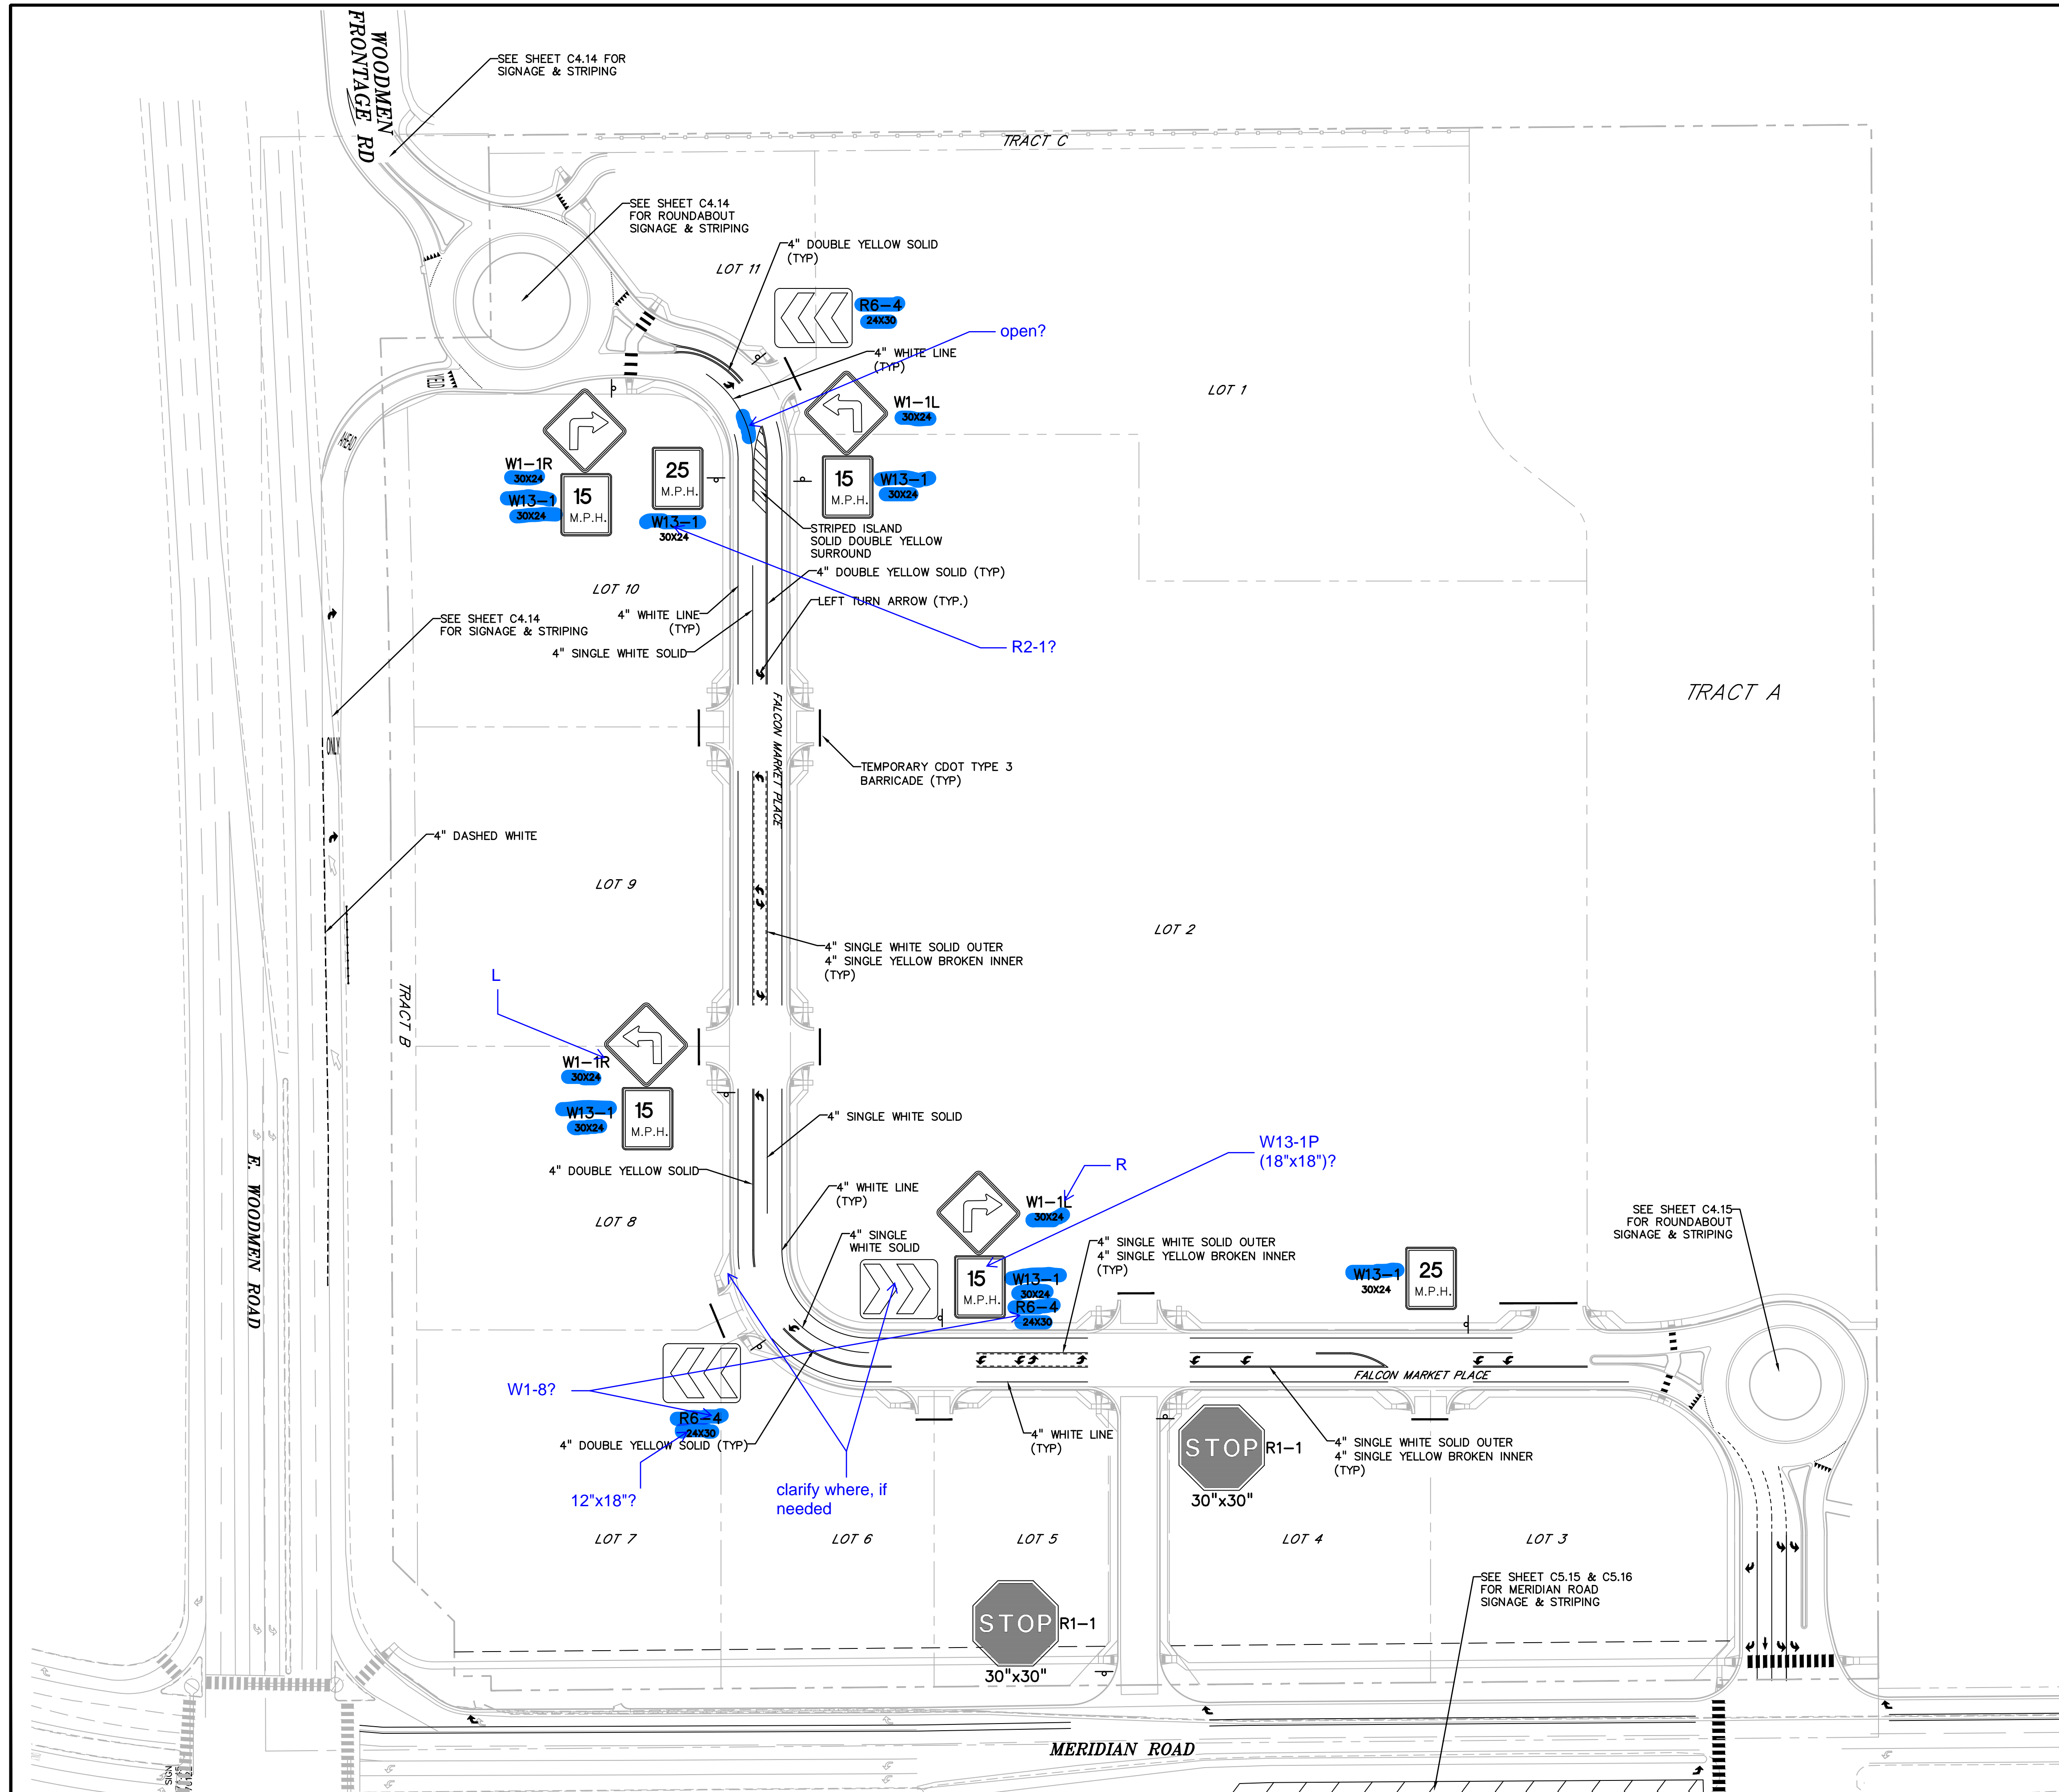 WOODMEN
FRONTAGE RD
SEE SHEET C4.14 FOR
SIGNAGE & STRIPING
TRACT C
SEE SHEET C4.14
FOR ROUNDABOUT
SIGNAGE & STRIPING
4" DOUBLE YELLOW SOLID
(TYP)
LOT 11
R6-4
24X30
open?
4" WHITE LINE
(TYP)
LOT 1
YIELD
AHEAD
W1-1L
30X24
W1-1R
30X24
W13-1
30X24
15
M.P.H.
25
M.P.H.
W13-1
30X24
15
M.P.H.
W13-1
30X24
STRIPED ISLAND
SOLID DOUBLE YELLOW
SURROUND
4" DOUBLE YELLOW SOLID (TYP)
LEFT TURN ARROW (TYP.)
LOT 10
4" WHITE LINE
(TYP)
SEE SHEET C4.14
FOR SIGNAGE & STRIPING
4" SINGLE WHITE SOLID
R2-1?
TRACT A
FALCON MARKET PLACE
ONLY
TEMPORARY CDOT TYPE 3
BARRICADE (TYP)
4" DASHED WHITE
LOT 9
LOT 2
4" SINGLE WHITE SOLID OUTER
4" SINGLE YELLOW BROKEN INNER
(TYP)
L
TRACT B
W1-1R
30X24
W13-1
30X24
15
M.P.H.
4" SINGLE WHITE SOLID
E. WOODMEN ROAD
4" DOUBLE YELLOW SOLID
4" WHITE LINE
(TYP)
W13-1P
(18"x18")?
R
W1-1L
30X24
LOT 8
4" SINGLE
WHITE SOLID
15
M.P.H.
W13-1
30X24
R6-4
24X30
4" SINGLE WHITE SOLID OUTER
4" SINGLE YELLOW BROKEN INNER
(TYP)
W13-1
30X24
25
M.P.H.
SEE SHEET C4.15
FOR ROUNDABOUT
SIGNAGE & STRIPING
FALCON MARKET PLACE
W1-8?
R6-4
24X30
4" DOUBLE YELLOW SOLID (TYP)
12"x18"?
clarify where, if
needed
4" WHITE LINE
(TYP)
STOP
R1-1
30"x30"
4" SINGLE WHITE SOLID OUTER
4" SINGLE YELLOW BROKEN INNER
(TYP)
LOT 7
LOT 6
LOT 5
LOT 4
LOT 3
SEE SHEET C5.15 & C5.16
FOR MERIDIAN ROAD
SIGNAGE & STRIPING
STOP
R1-1
30"x30"
MERIDIAN ROAD
SIGN